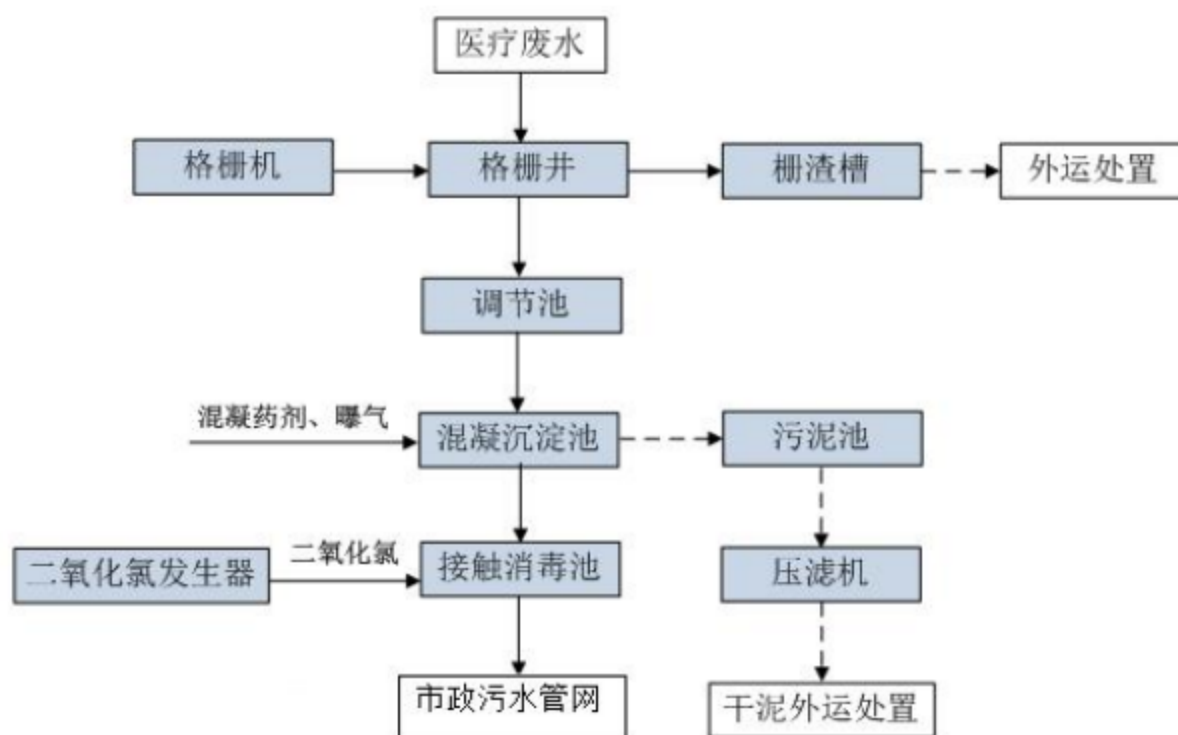 医疗废水
格栅机
格栅井
栅渣槽
外运处置
调节池
混凝药剂、曝气
混凝沉淀池
污泥池
二氧化氯发生器
二氧化氯
接触消毒池
压滤机
市政污水管网
干泥外运处置